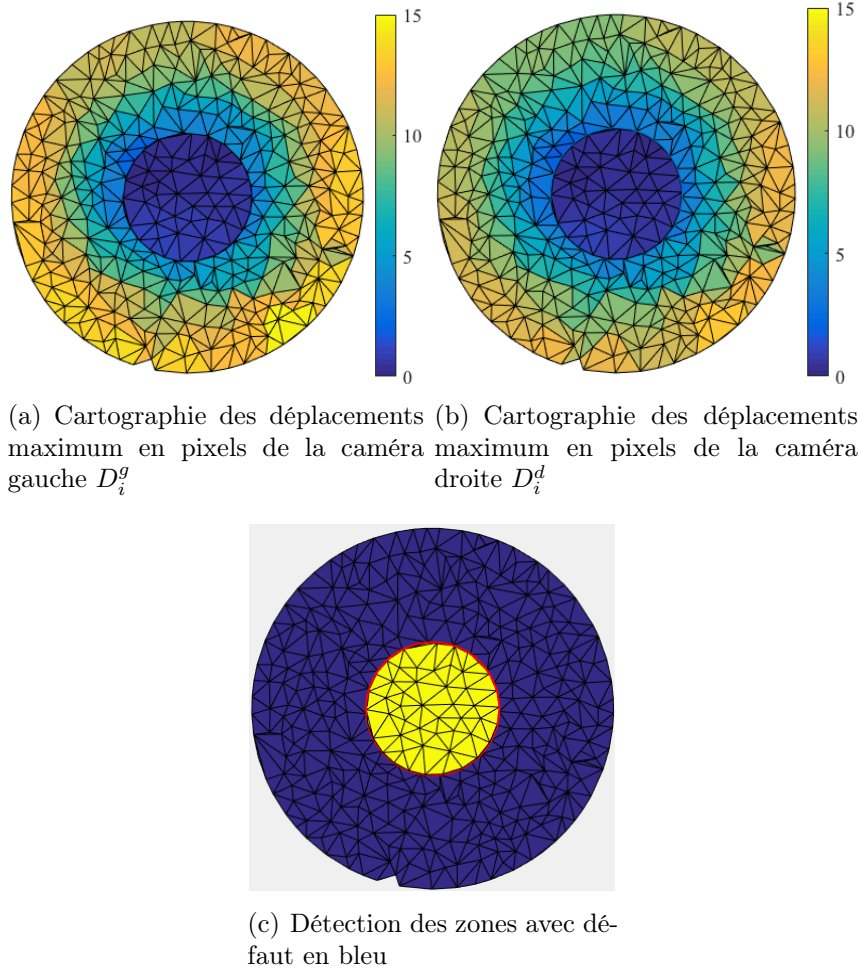 15
10
5
0
15
10
5
0
(a) Cartographie des déplacements
maximum en pixels de la caméra
gauche $D_i^g$
(b) Cartographie des déplacements
maximum en pixels de la caméra
droite $D_i^d$
(c) Détection des zones avec dé-
faut en bleu